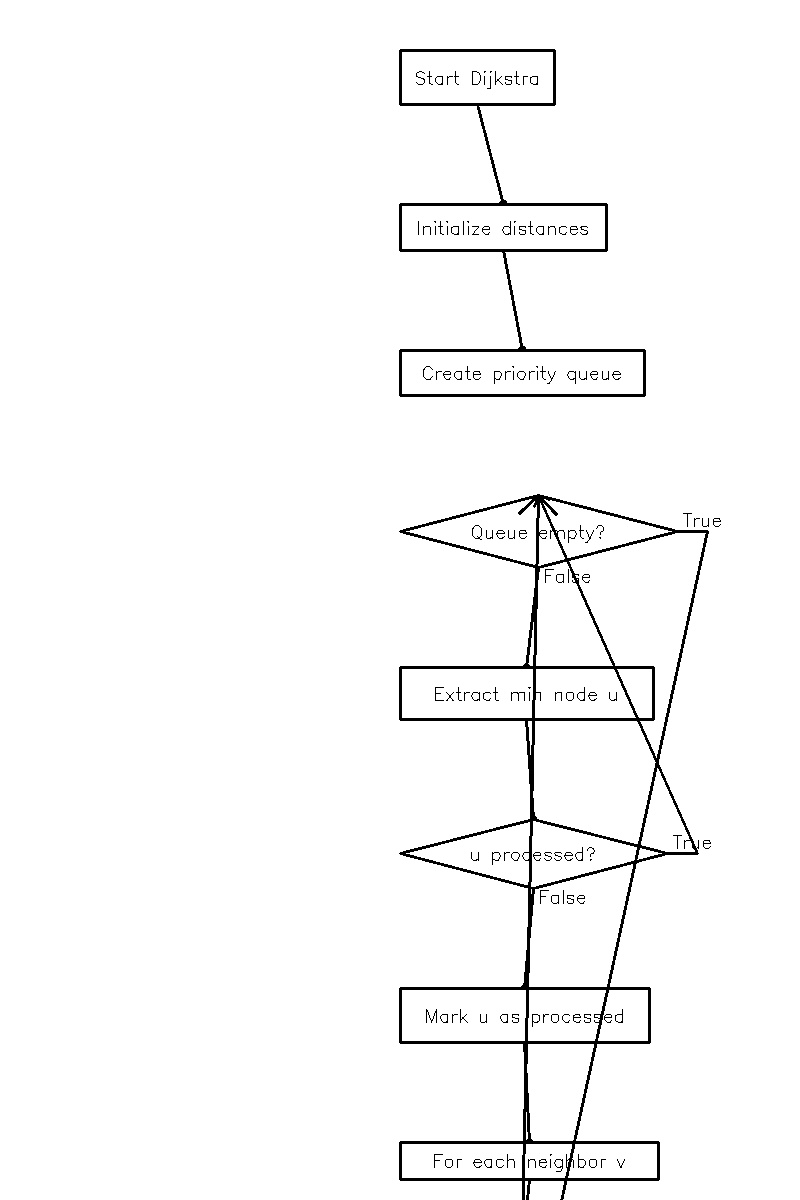 Start Dijkstra
Initialize distances
Create priority queue
Queue empty?
True
False
Extract min node u
u processed?
True
False
Mark u as processed
For each neighbor v